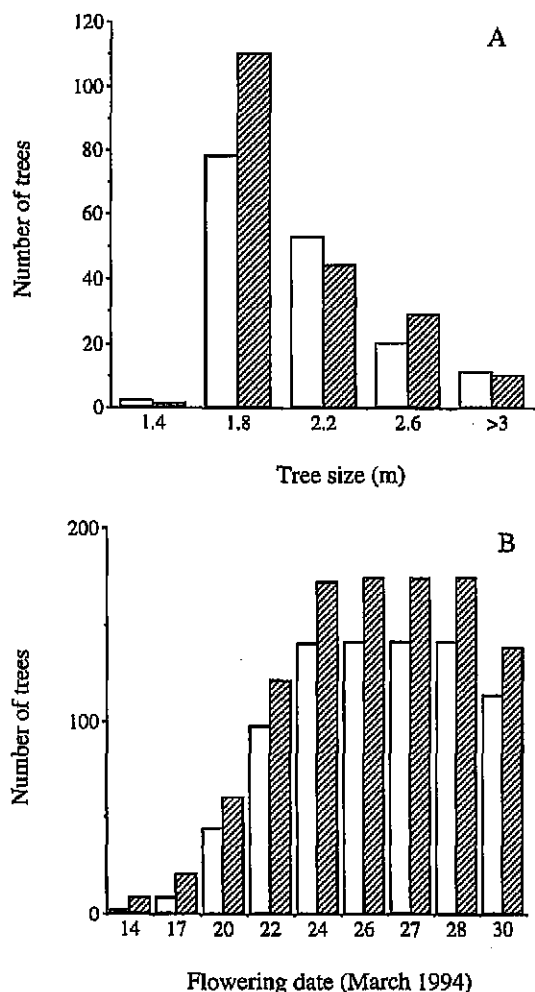 A
Number of trees
120
100
80
60
40
20
0
1.4 1.8 2.2 2.6 >3
Tree size (m)
B
Number of trees
200
100
0
14 17 20 22 24 26 27 28 30
Flowering date (March 1994)